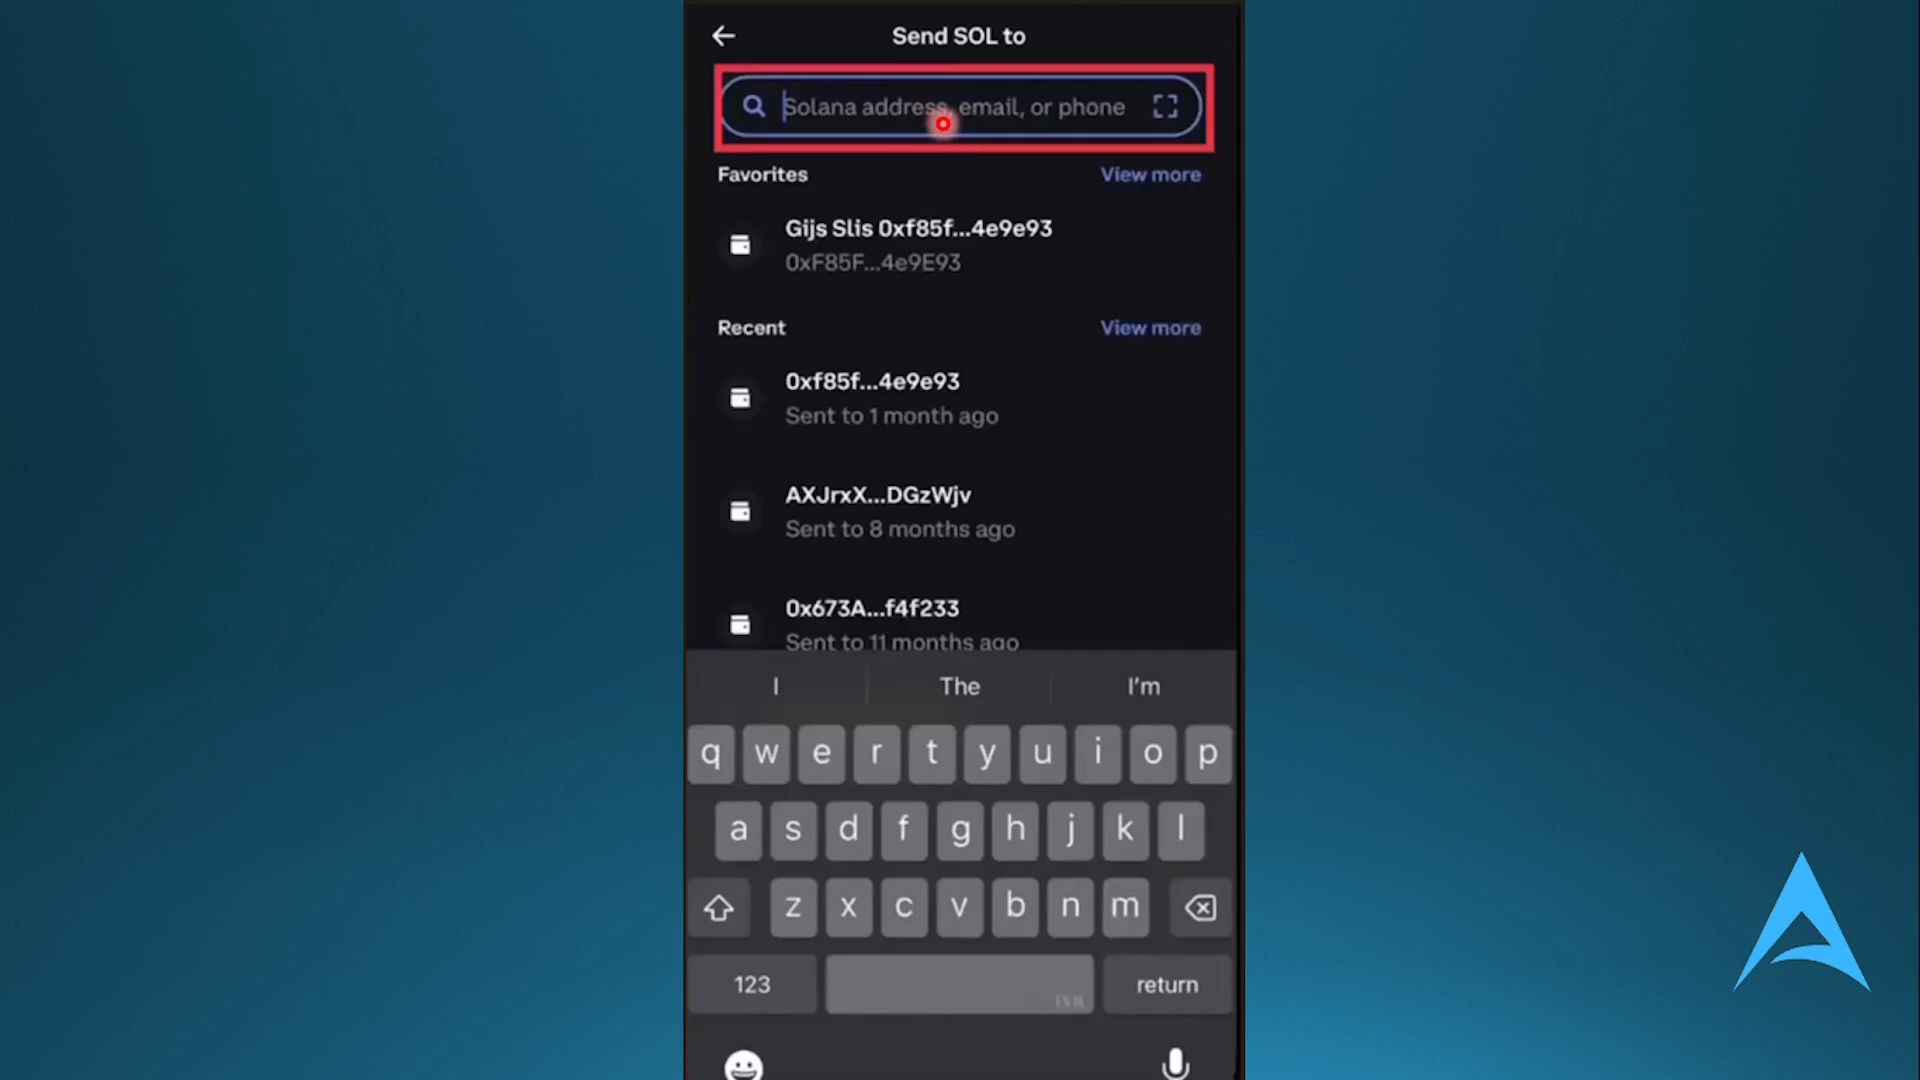 Send SOL to
Solana address, email, or phone
Favorites View more
Gijs Slis 0xf85f...4e9e93
0xF85F...4e9E93
Recent View more
0xf85f...4e9e93
Sent to 1 month ago
AXJrxX...DGzWjv
Sent to 8 months ago
0x673A...f4f233
Sent to 11 months ago
I The I'm
q w e r t y u i o p
a s d f g h j k l
z x c v b n m
123 return